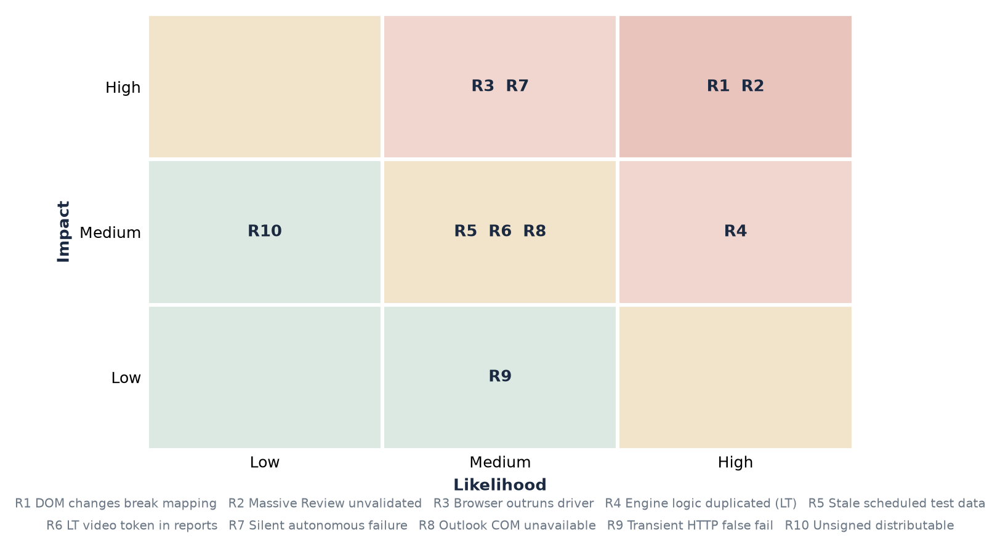 High
R3 R7
R1 R2
Impact
Medium
R10
R5 R6 R8
R4
Low
R9
Low
Medium
High
Likelihood
R1 DOM changes break mapping R2 Massive Review unvalidated R3 Browser outruns driver R4 Engine logic duplicated (LT) R5 Stale scheduled test data
R6 LT video token in reports R7 Silent autonomous failure R8 Outlook COM unavailable R9 Transient HTTP false fail R10 Unsigned distributable